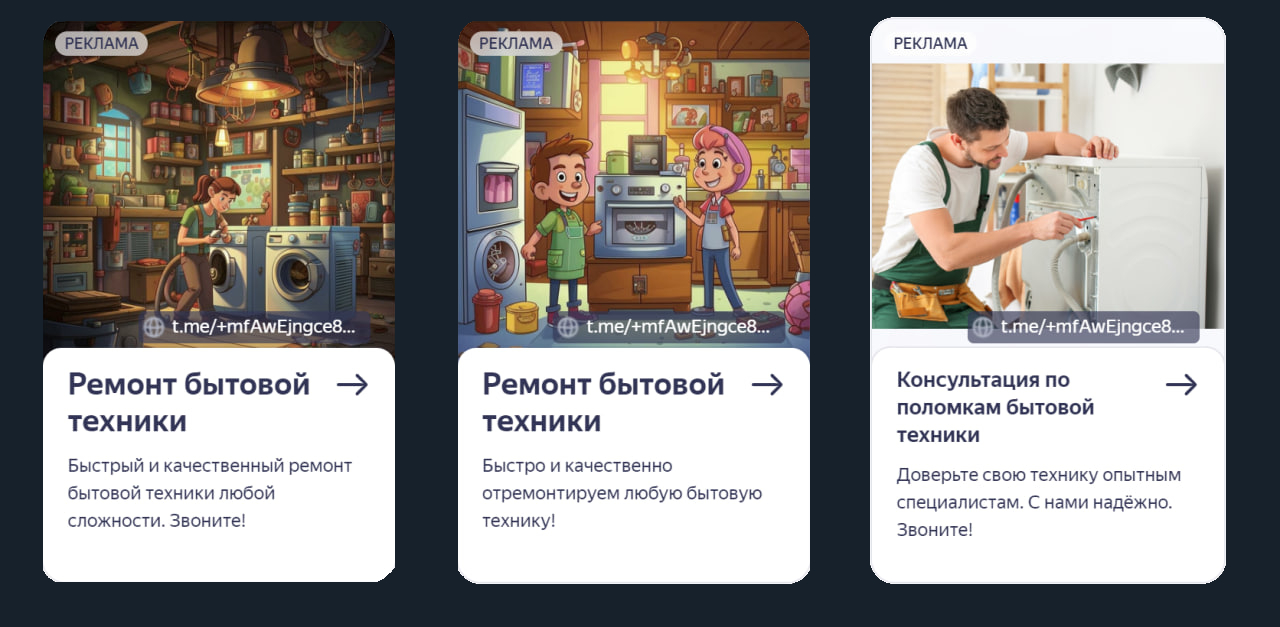 РЕКЛАМА
t.me/+mfAwEjngce8...
Ремонт бытовой
техники
Быстрый и качественный ремонт
бытовой техники любой
сложности. Звоните!
РЕКЛАМА
t.me/+mfAwEjngce8...
Ремонт бытовой
техники
Быстро и качественно
отремонтируем любую бытовую
технику!
РЕКЛАМА
t.me/+mfAwEjngce8...
Консультация по
поломкам бытовой
техники
Доверьте свою технику опытным
специалистам. С нами надёжно.
Звоните!